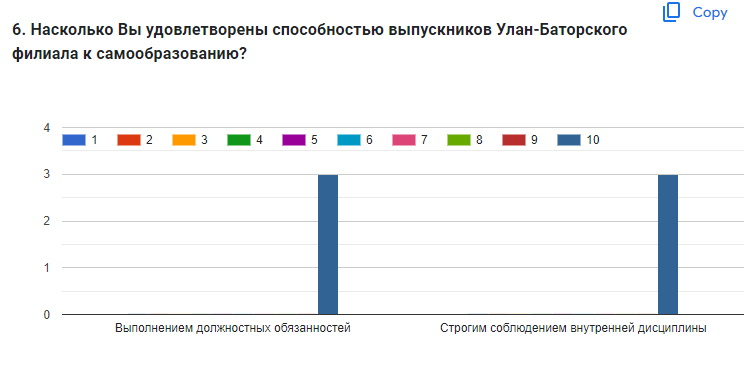 Copy
6. Насколько Вы удовлетворены способностью выпускников Улан-Баторского
филиала к самообразованию?
4
1 2 3 4 5 6 7 8 9 10
3
2
1
0
Выполнением должностных обязанностей Строгим соблюдением внутренней дисциплины